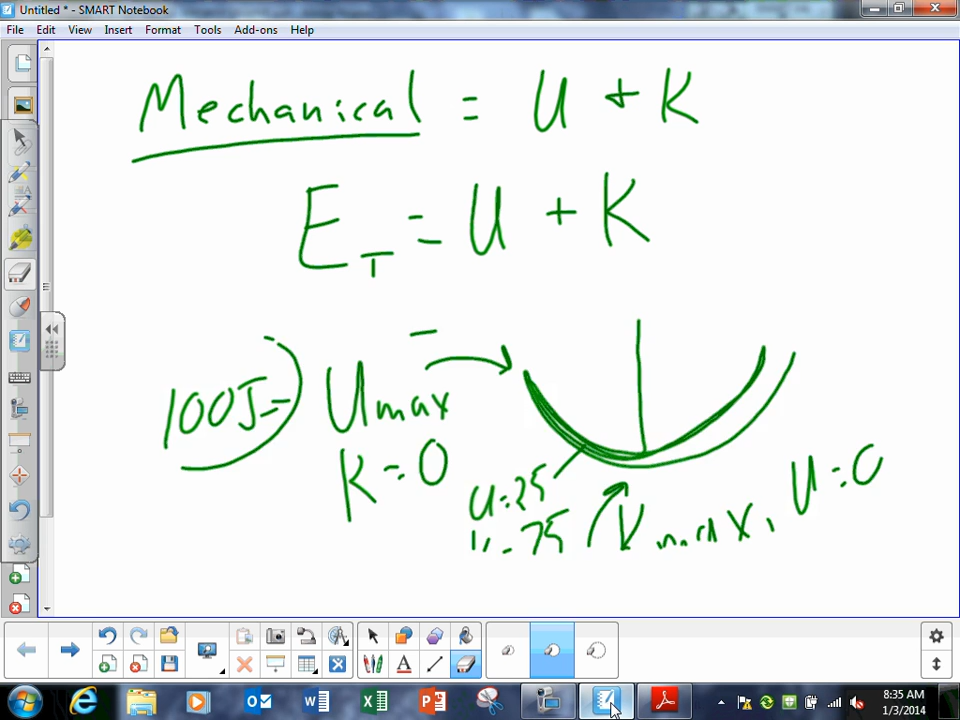 Untitled * - SMART Notebook
File Edit View Insert Format Tools Add-ons Help
Mechanical = U + K
E_T = U + K
100J = Umax
K = 0
U = 25
= 75
max, U = 0
8:35 AM
1/3/2014